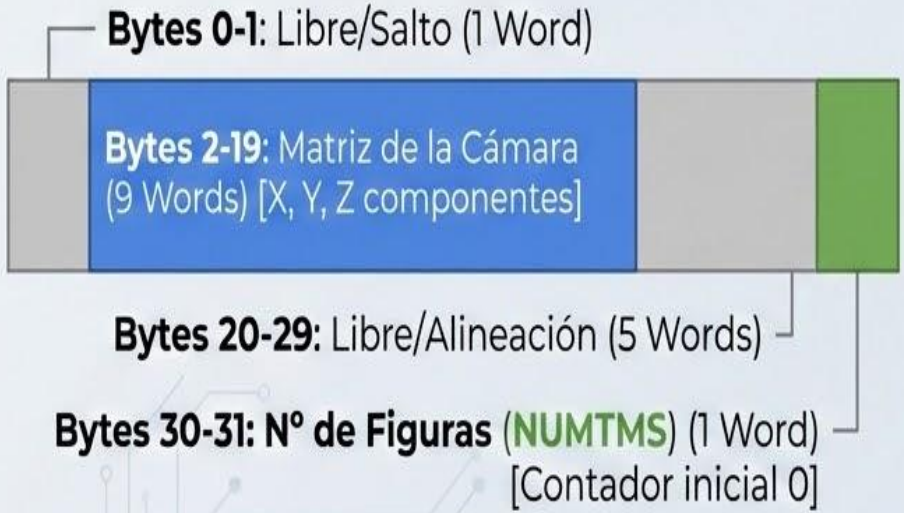 Bytes 0-1: Libre/Salto (1 Word)
Bytes 2-19: Matriz de la Cámara
(9 Words) [X, Y, Z componentes]
Bytes 20-29: Libre/Alineación (5 Words)
Bytes 30-31: Nº de Figuras (NUMTMS) (1 Word)
[Contador inicial 0]